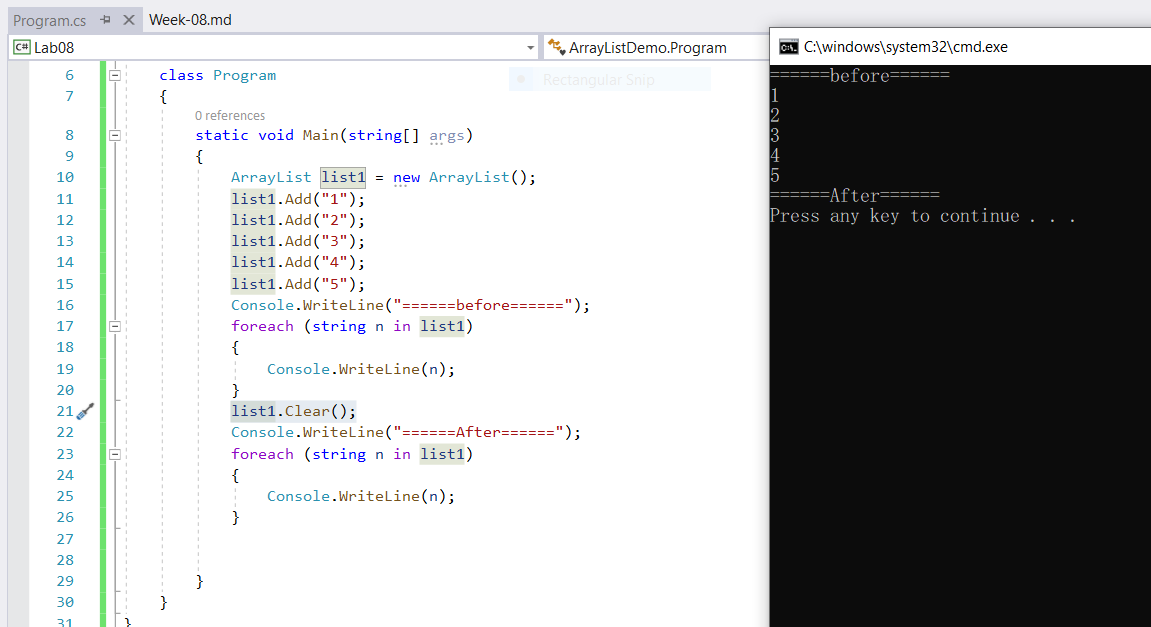 Program.cs
Week-08.md
C# Lab08
ArrayListDemo.Program
Rectangular Snip
6 class Program
7 {
0 references
8 static void Main(string[] args)
9 {
10 ArrayList list1 = new ArrayList();
11 list1.Add("1");
12 list1.Add("2");
13 list1.Add("3");
14 list1.Add("4");
15 list1.Add("5");
16 Console.WriteLine("======before======");
17 foreach (string n in list1)
18 {
19 Console.WriteLine(n);
20 }
21 list1.Clear();
22 Console.WriteLine("======After======");
23 foreach (string n in list1)
24 {
25 Console.WriteLine(n);
26 }
27
28
29 }
30 }
31 }
C:\windows\system32\cmd.exe
======before======
1
2
3
4
5
======After======
Press any key to continue . . .